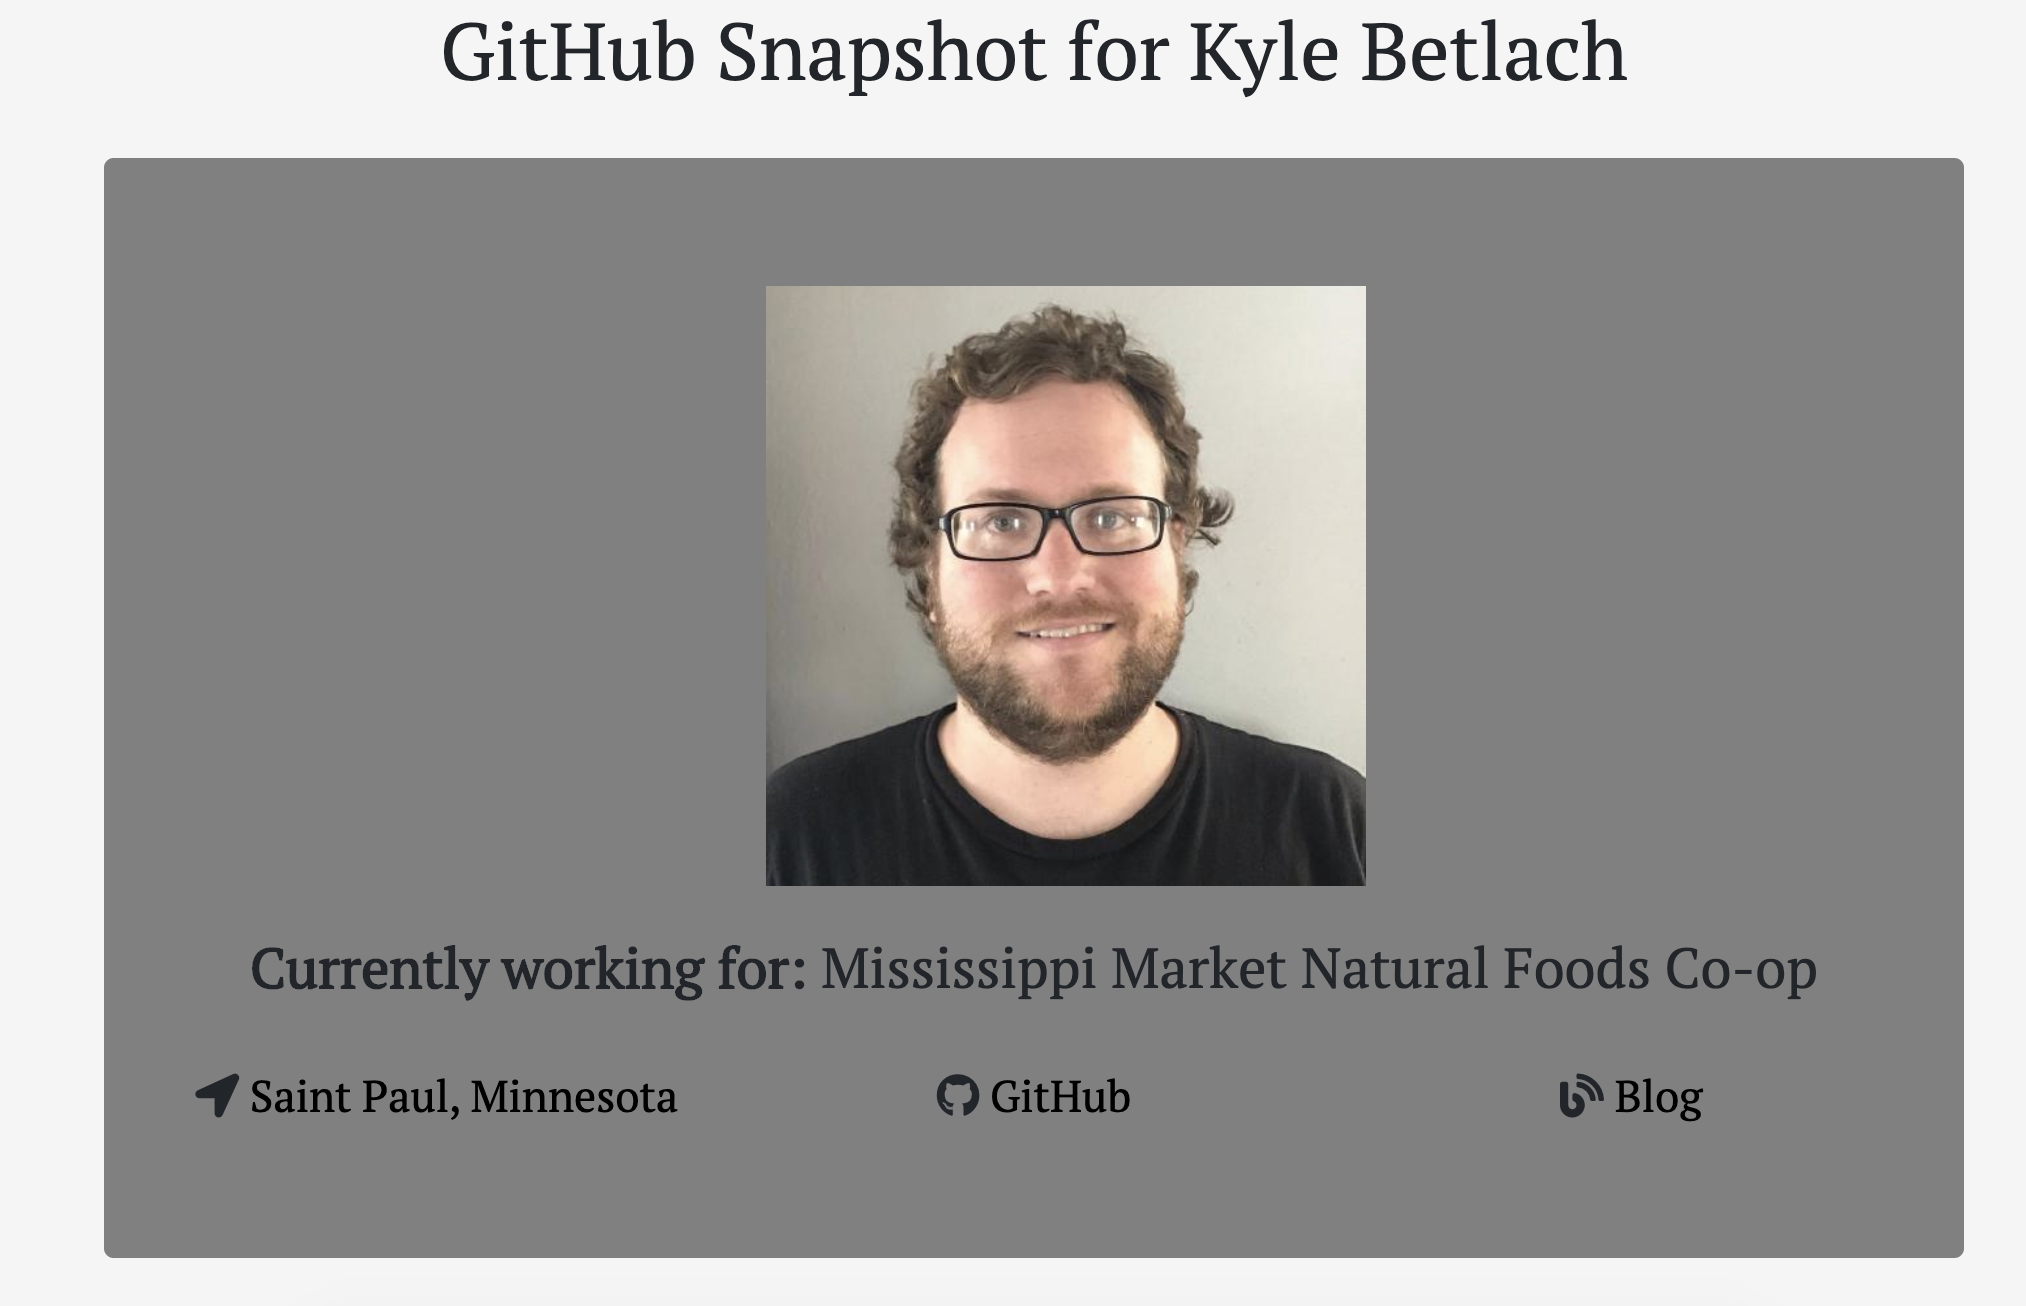 GitHub Snapshot for Kyle Betlach
Currently working for: Mississippi Market Natural Foods Co-op
Saint Paul, Minnesota
GitHub
Blog